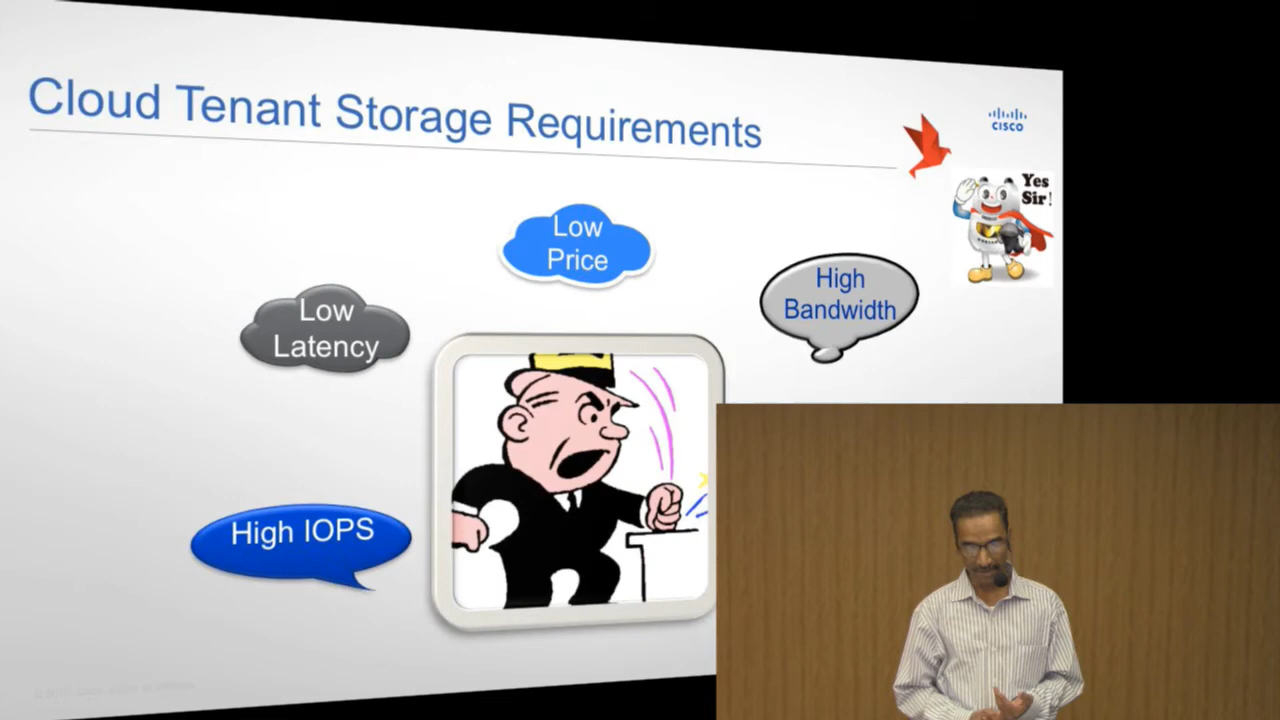 Cloud Tenant Storage Requirements
CISCO
Yes
Sir!
Low
Price
High
Bandwidth
Low
Latency
High IOPS